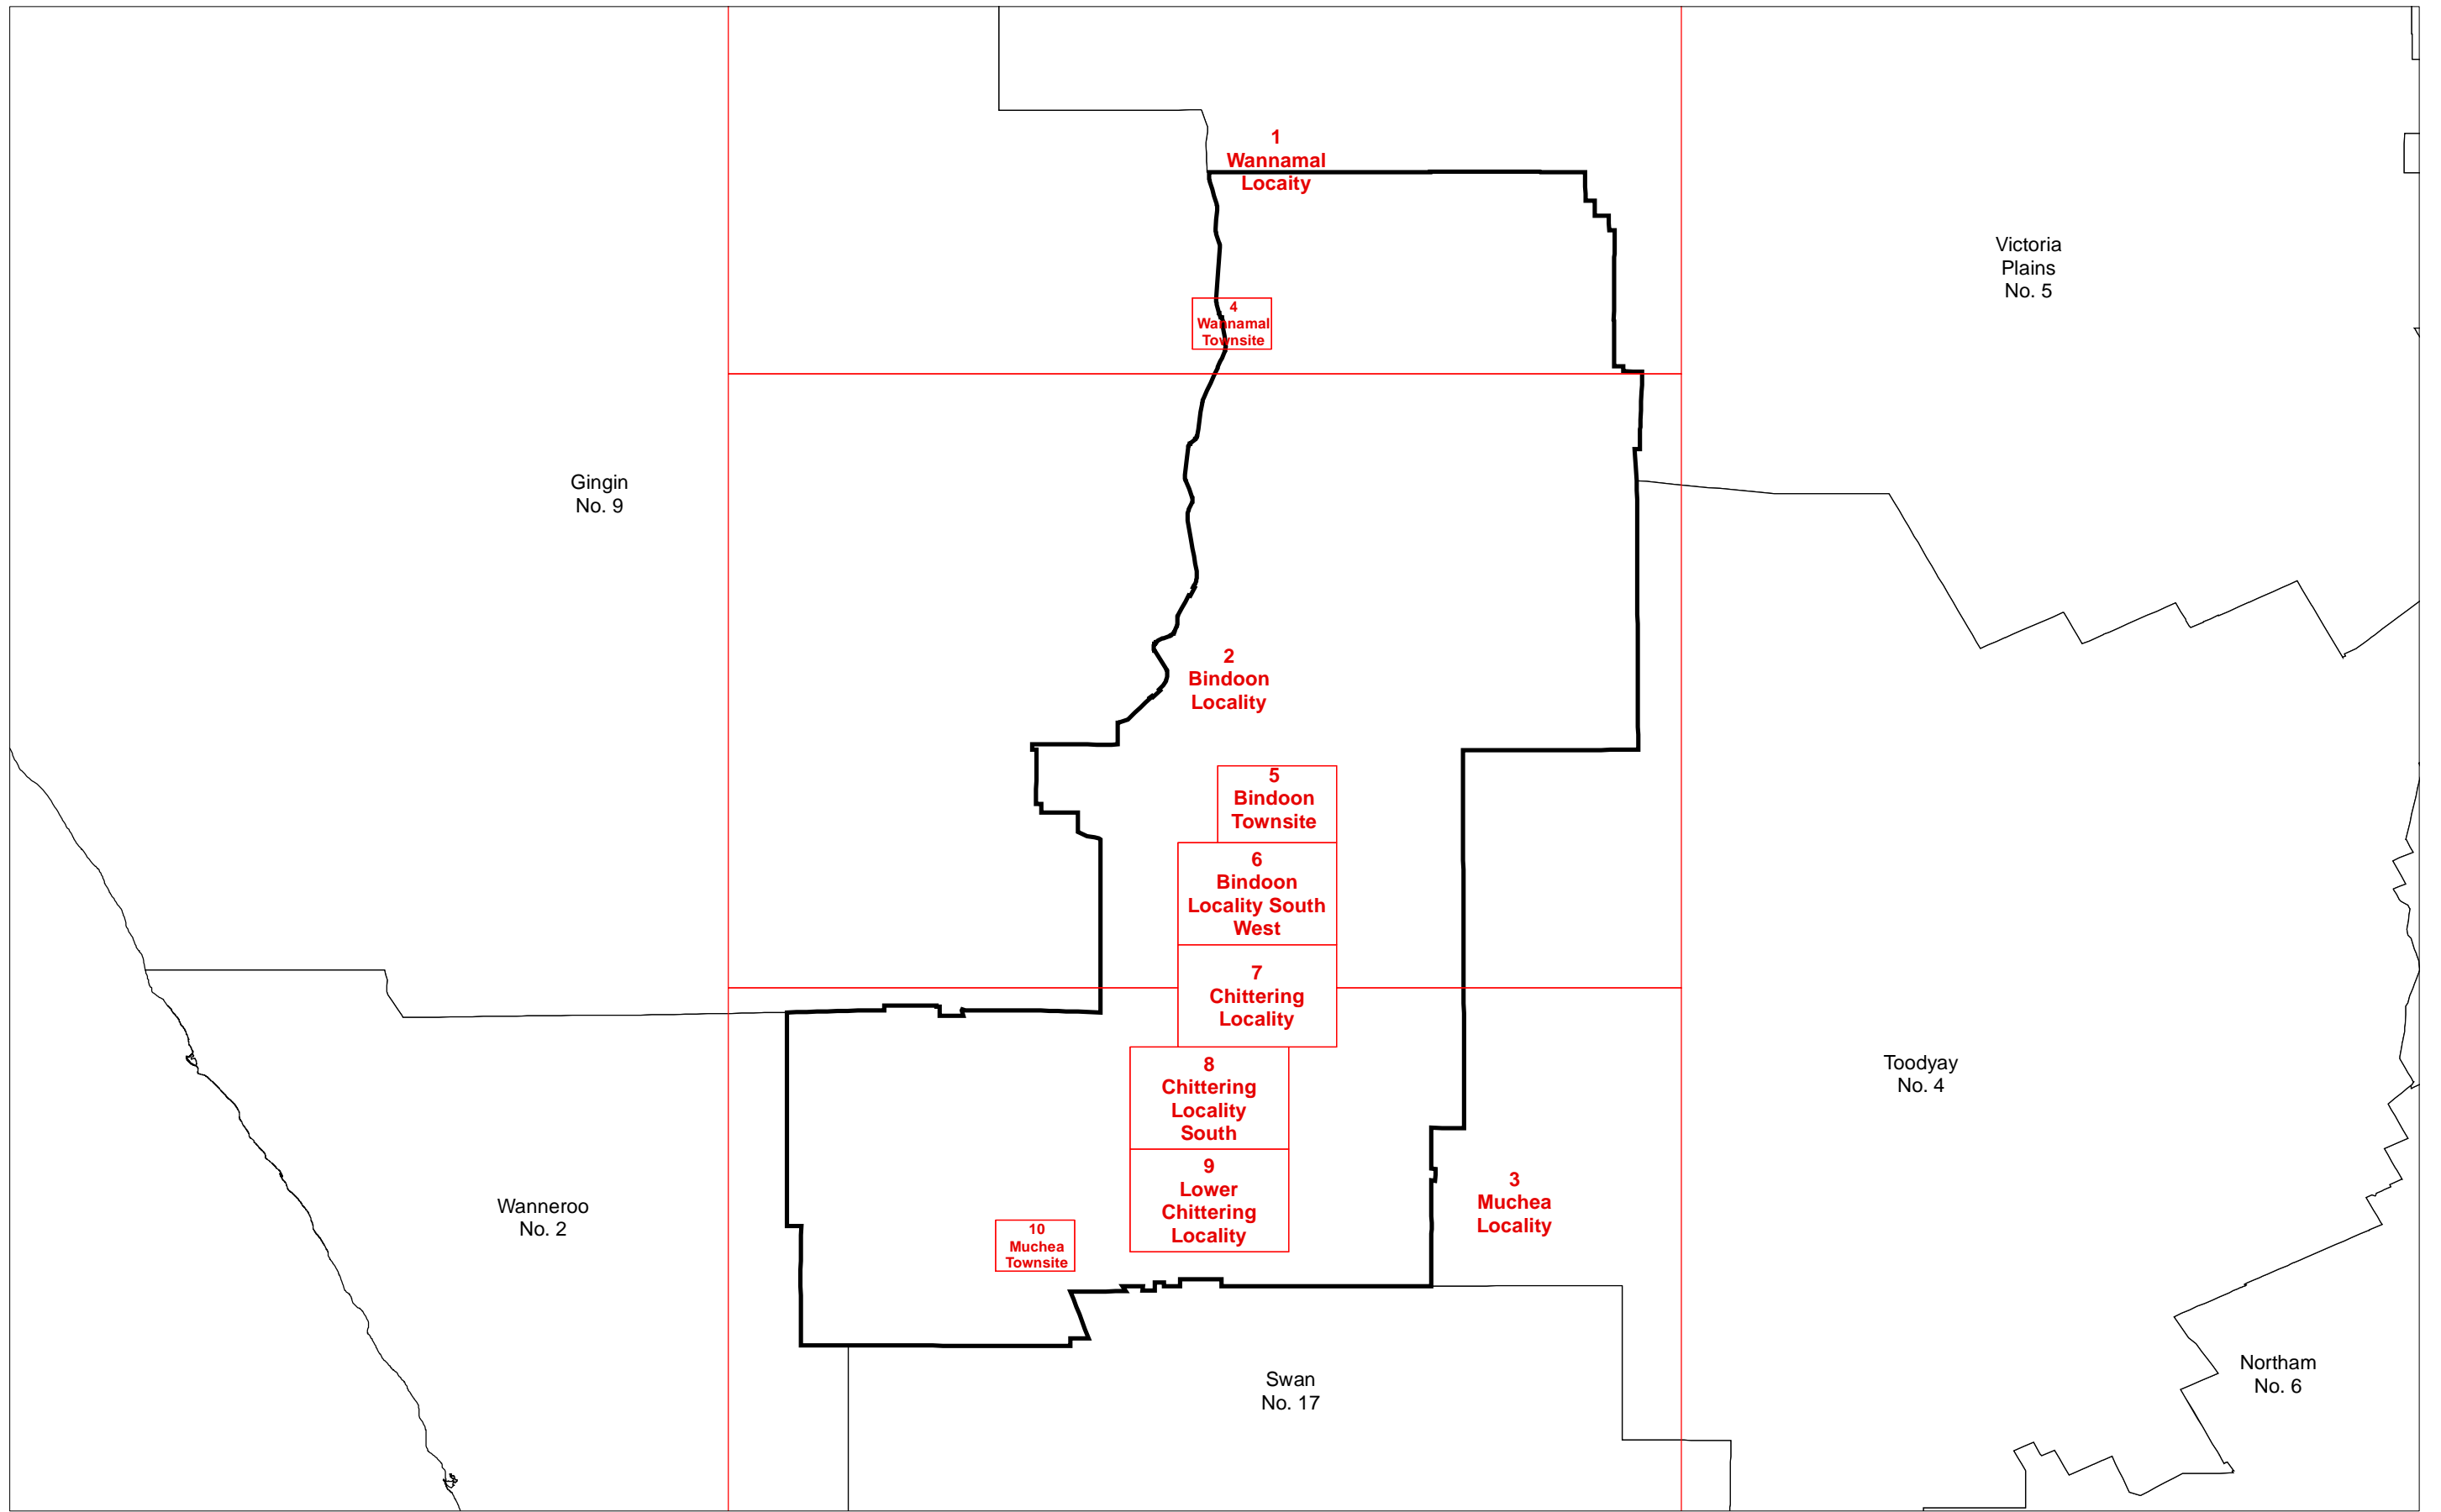 1
Wannamal
Locaity
Victoria
Plains
No. 5
4
Wannamal
Townsite
Gingin
No. 9
2
Bindoon
Locality
5
Bindoon
Townsite
6
Bindoon
Locality South
West
7
Chittering
Locality
8
Chittering
Locality
South
Toodyay
No. 4
9
Lower
Chittering
Locality
3
Muchea
Locality
Wanneroo
No. 2
10
Muchea
Townsite
Swan
No. 17
Northam
No. 6